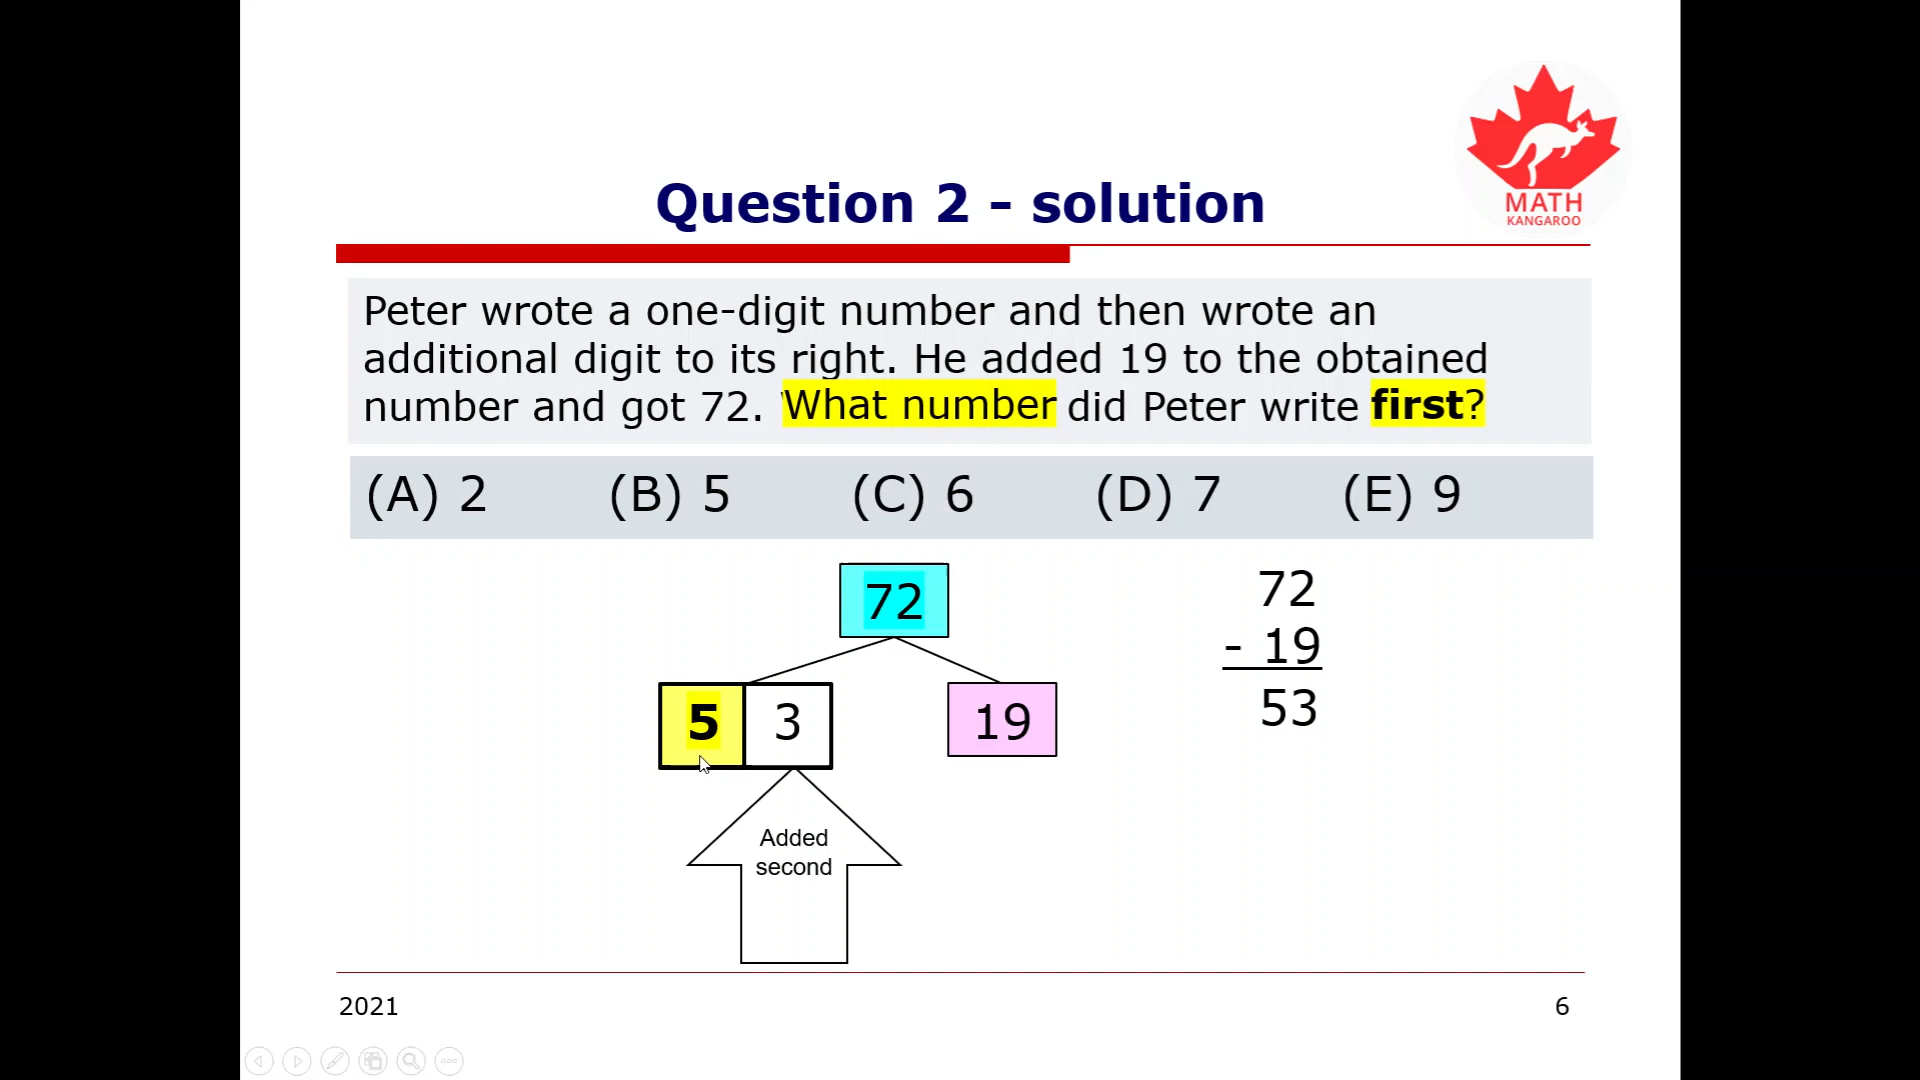 MATH
KANGAROO
Question 2 - solution
Peter wrote a one-digit number and then wrote an
additional digit to its right. He added 19 to the obtained
number and got 72. What number did Peter write first?
(A) 2 (B) 5 (C) 6 (D) 7 (E) 9
72
5 3 19
Added
second
72
- 19
53
2021 6